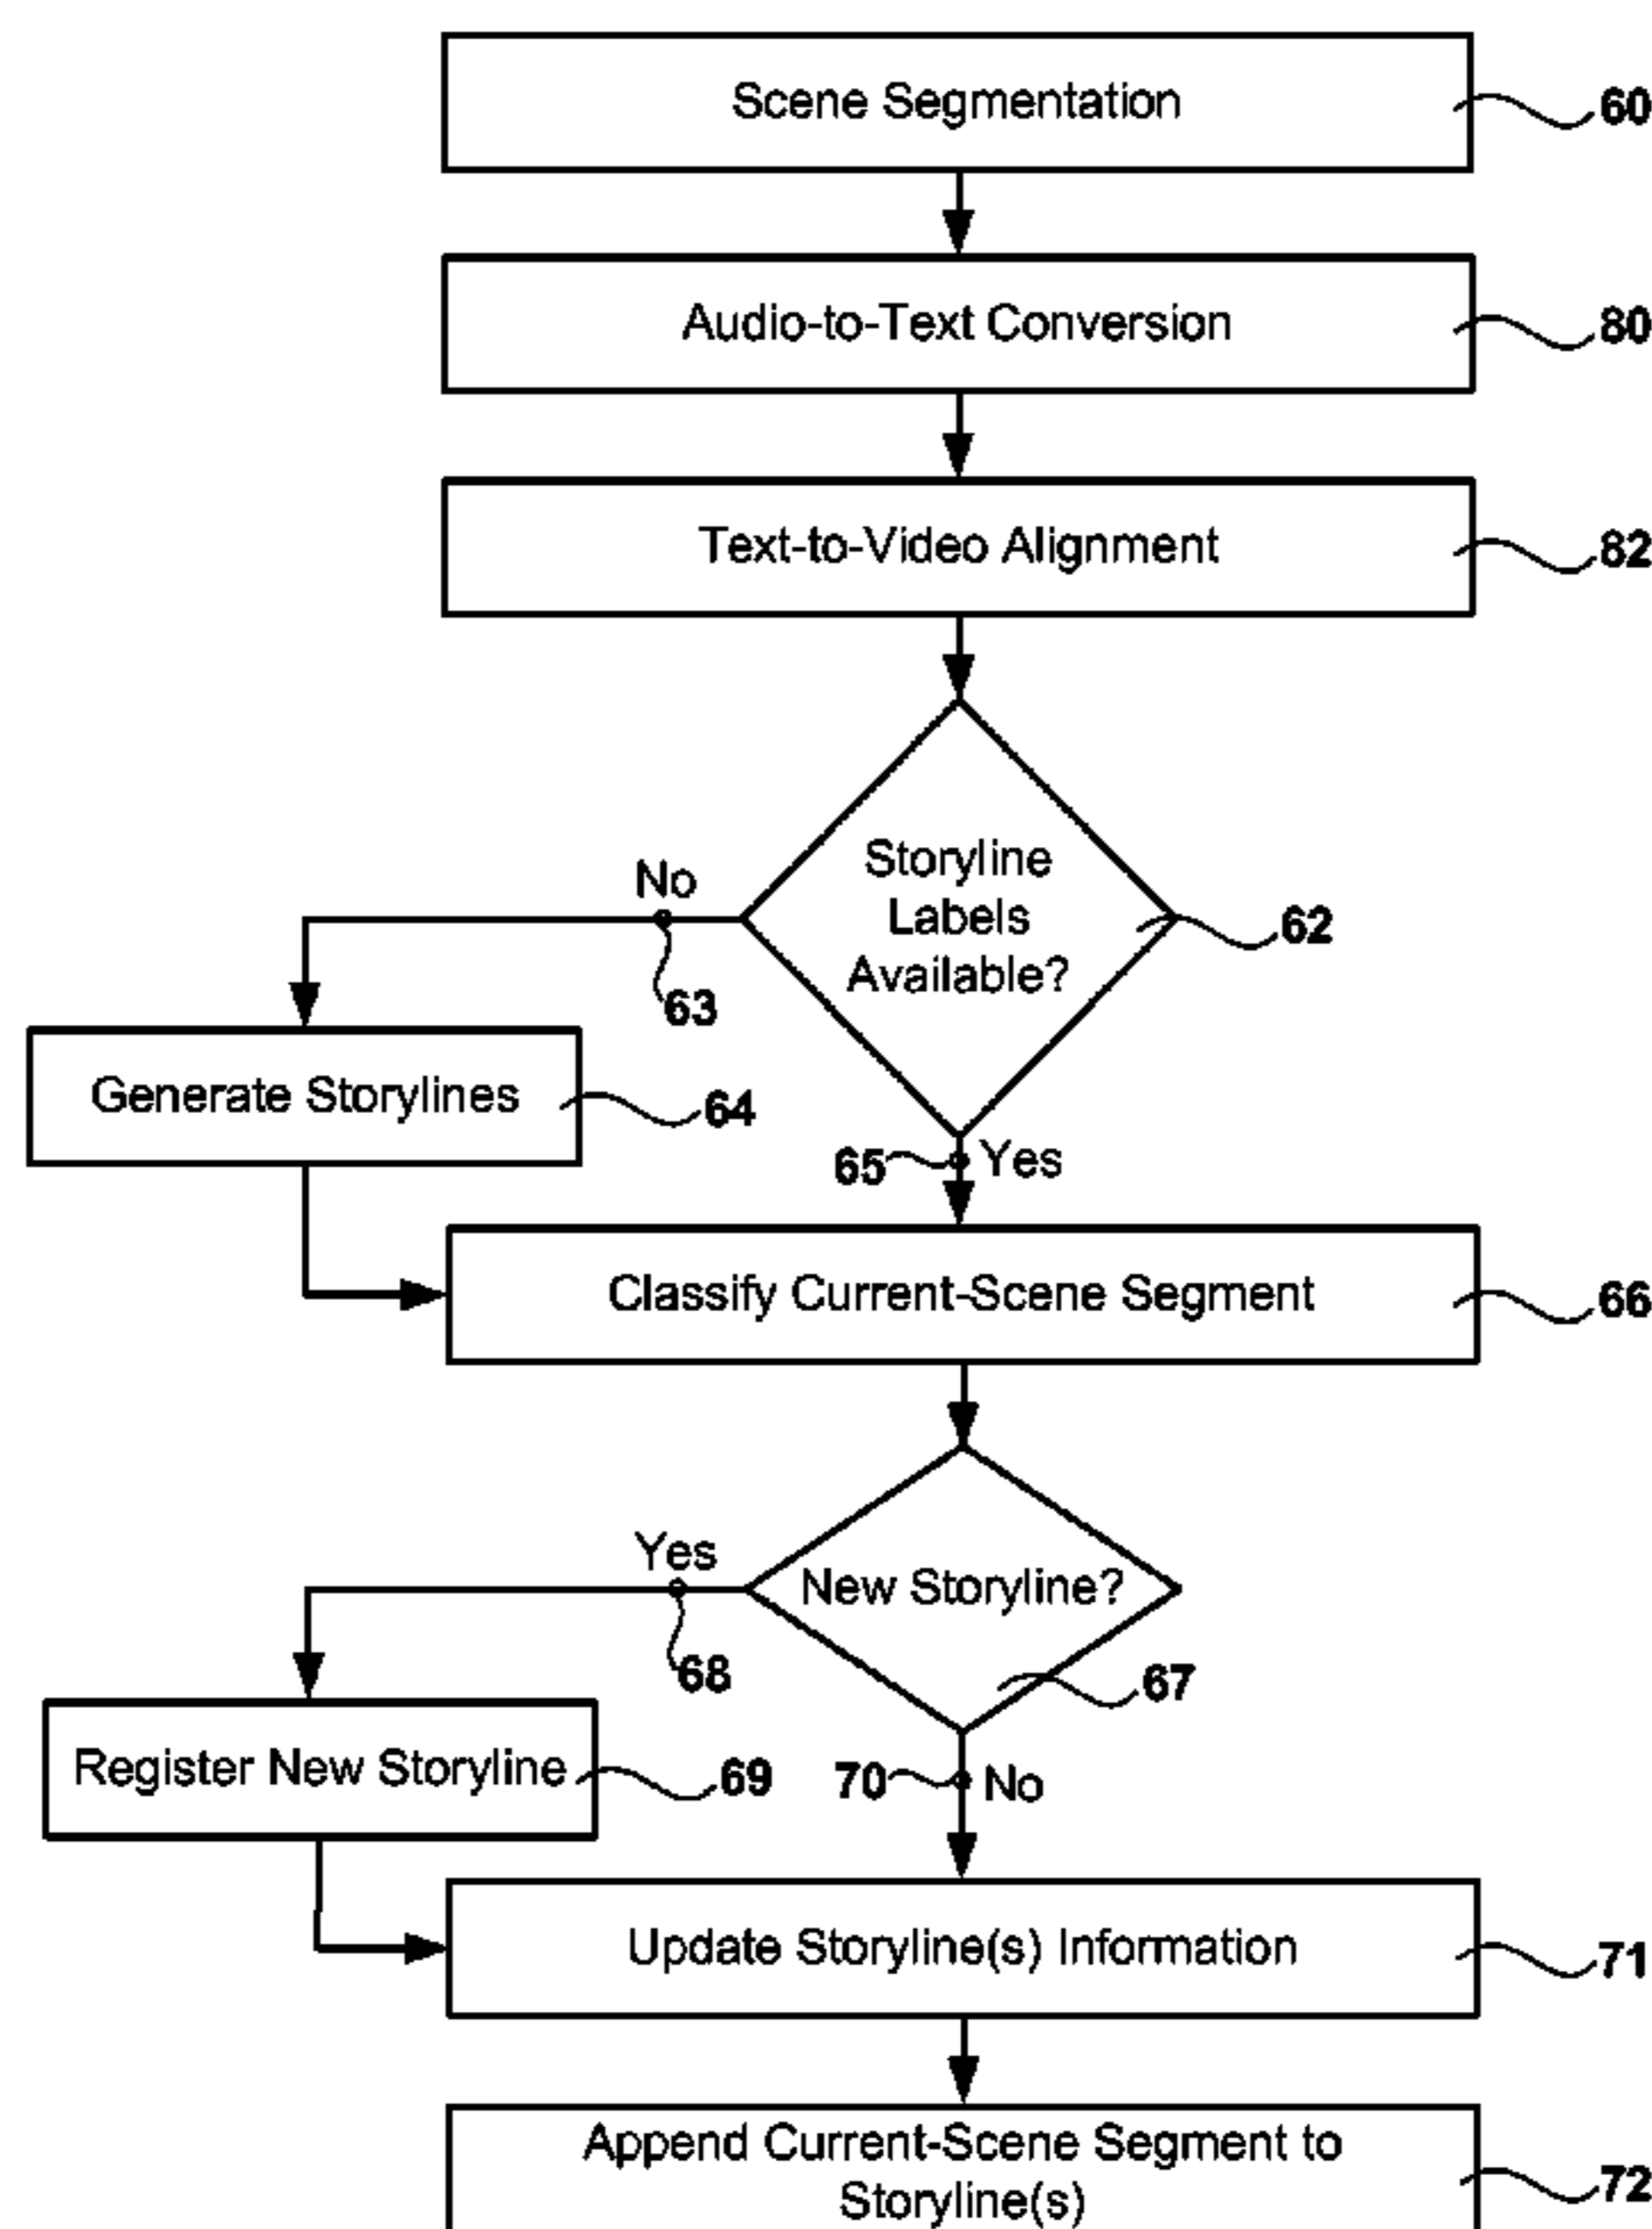 Scene Segmentation
60
Audio-to-Text Conversion
80
Text-to-Video Alignment
82
Storyline
Labels
Available?
62
No
63
Generate Storylines
64
65
Yes
Classify Current-Scene Segment
66
New Storyline?
67
Yes
68
Register New Storyline
69
70
No
Update Storyline(s) Information
71
Append Current-Scene Segment to
Storyline(s)
72